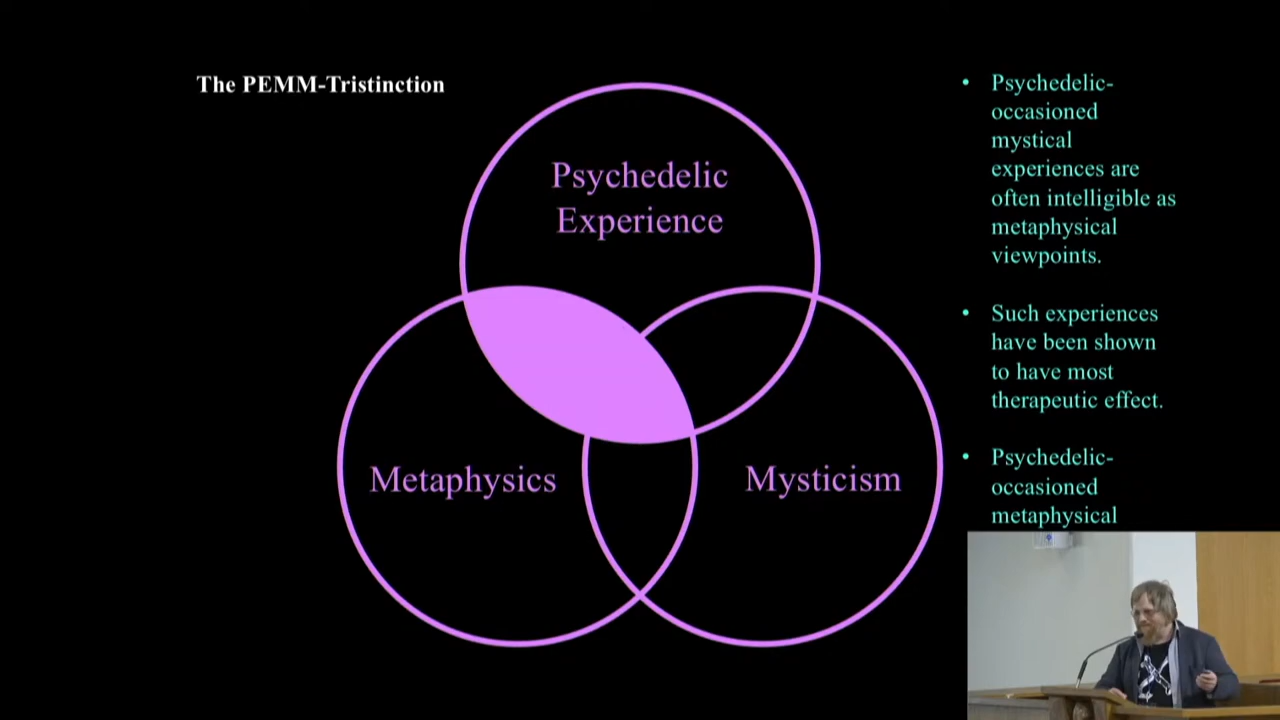 The PEMM-Tristinction
Psychedelic
Experience
Metaphysics
Mysticism
• Psychedelic-
occasioned
mystical
experiences are
often intelligible as
metaphysical
viewpoints.
• Such experiences
have been shown
to have most
therapeutic effect.
• Psychedelic-
occasioned
metaphysical